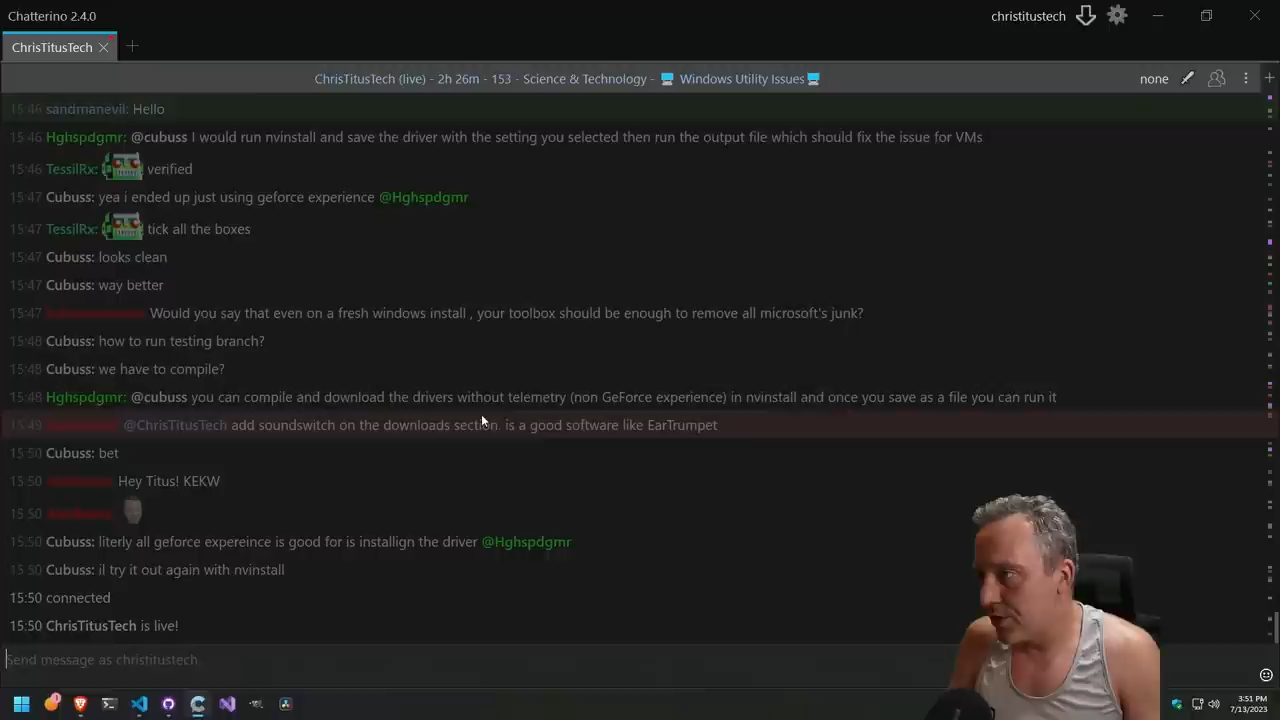 Chatterino 2.4.0
christitustech
ChrisTitusTech
ChrisTitusTech (live) - 2h 26m - 153 - Science & Technology - 💻 Windows Utility Issues💻
none
15:46 sandmanevil: Hello
15:46 Hghspdgmr: @cubuss I would run nvinstall and save the driver with the setting you selected then run the output file which should fix the issue for VMs
15:46 TessilRx: verified
15:47 Cubuss: yea i ended up just using geforce experience @Hghspdgmr
15:47 TessilRx: tick all the boxes
15:47 Cubuss: looks clean
15:47 Cubuss: way better
15:47 Would you say that even on a fresh windows install , your toolbox should be enough to remove all microsoft's junk?
15:48 Cubuss: how to run testing branch?
15:48 Cubuss: we have to compile?
15:48 Hghspdgmr: @cubuss you can compile and download the drivers without telemetry (non GeForce experience) in nvinstall and once you save as a file you can run it
15:49 @ChrisTitusTech add soundswitch on the downloads section. is a good software like EarTrumpet
15:50 Cubuss: bet
15:50 Hey Titus! KEKW
15:50
15:50 Cubuss: literly all geforce expereince is good for is installign the driver @Hghspdgmr
15:50 Cubuss: il try it out again with nvinstall
15:50 connected
15:50 ChrisTitusTech is live!
Send message as christitustech
3:51 PM
7/13/2023